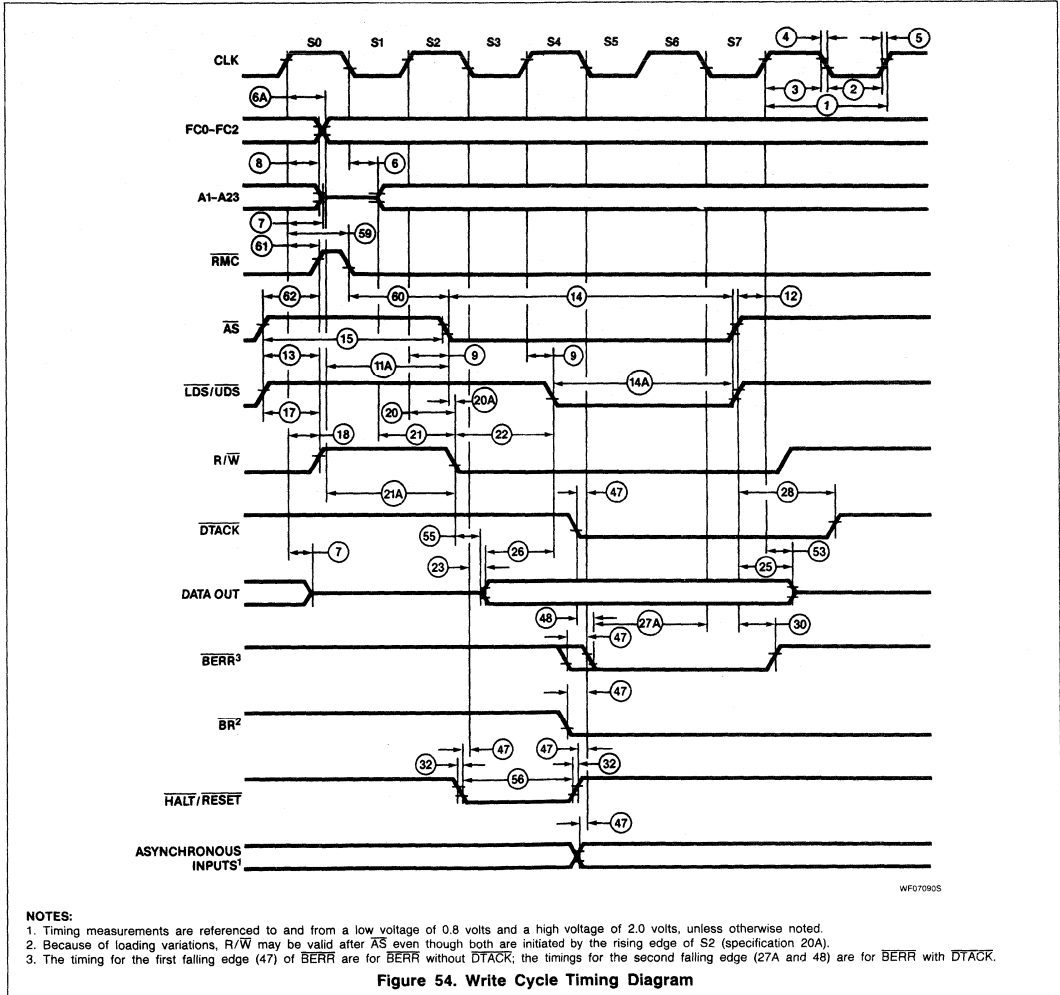 S0 S1 S2 S3 S4 S5 S6 S7
4 5
CLK
3 2
1
6A
FC0–FC2
8 6
A1–A23
7 59
61
RMC
62 60 14 12
AS
15
13 9 9
11A 14A
LDS/UDS
20A
17 20
18 21 22
R/W
21A 47 28
DTACK
55
7 26 53
23 25
DATA OUT
48 27A 30
47
BERR³
47
BR²
47 47
32 56 32
HALT/RESET
47
ASYNCHRONOUS
INPUTS¹
WF07090S
NOTES:
1. Timing measurements are referenced to and from a low voltage of 0.8 volts and a high voltage of 2.0 volts, unless otherwise noted.
2. Because of loading variations, R/W may be valid after AS even though both are initiated by the rising edge of S2 (specification 20A).
3. The timing for the first falling edge (47) of BERR are for BERR without DTACK; the timings for the second falling edge (27A and 48) are for BERR with DTACK.
Figure 54. Write Cycle Timing Diagram